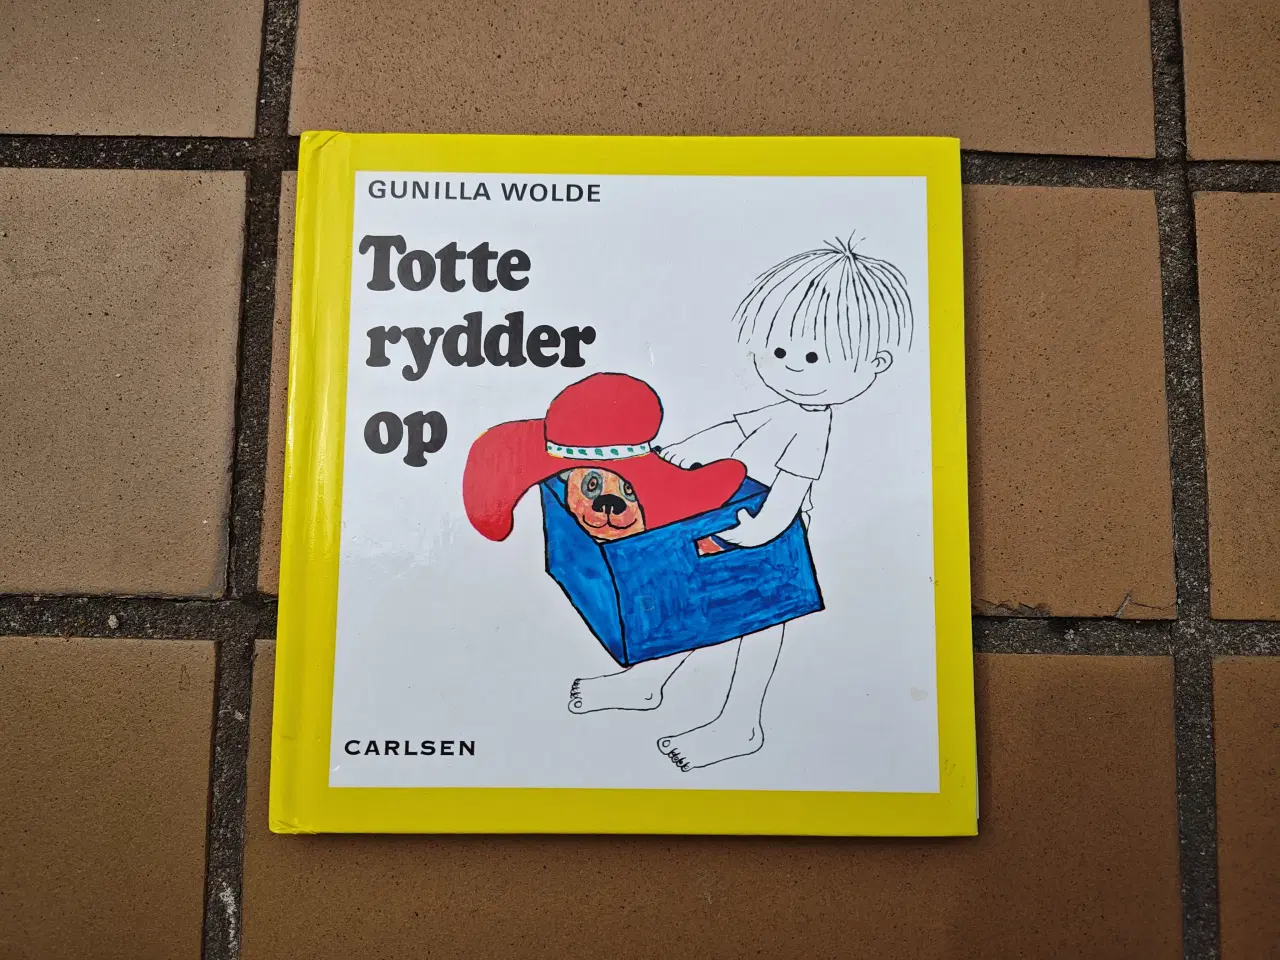 GUNILLA WOLDE
Totte
rydder
op
CARLSEN